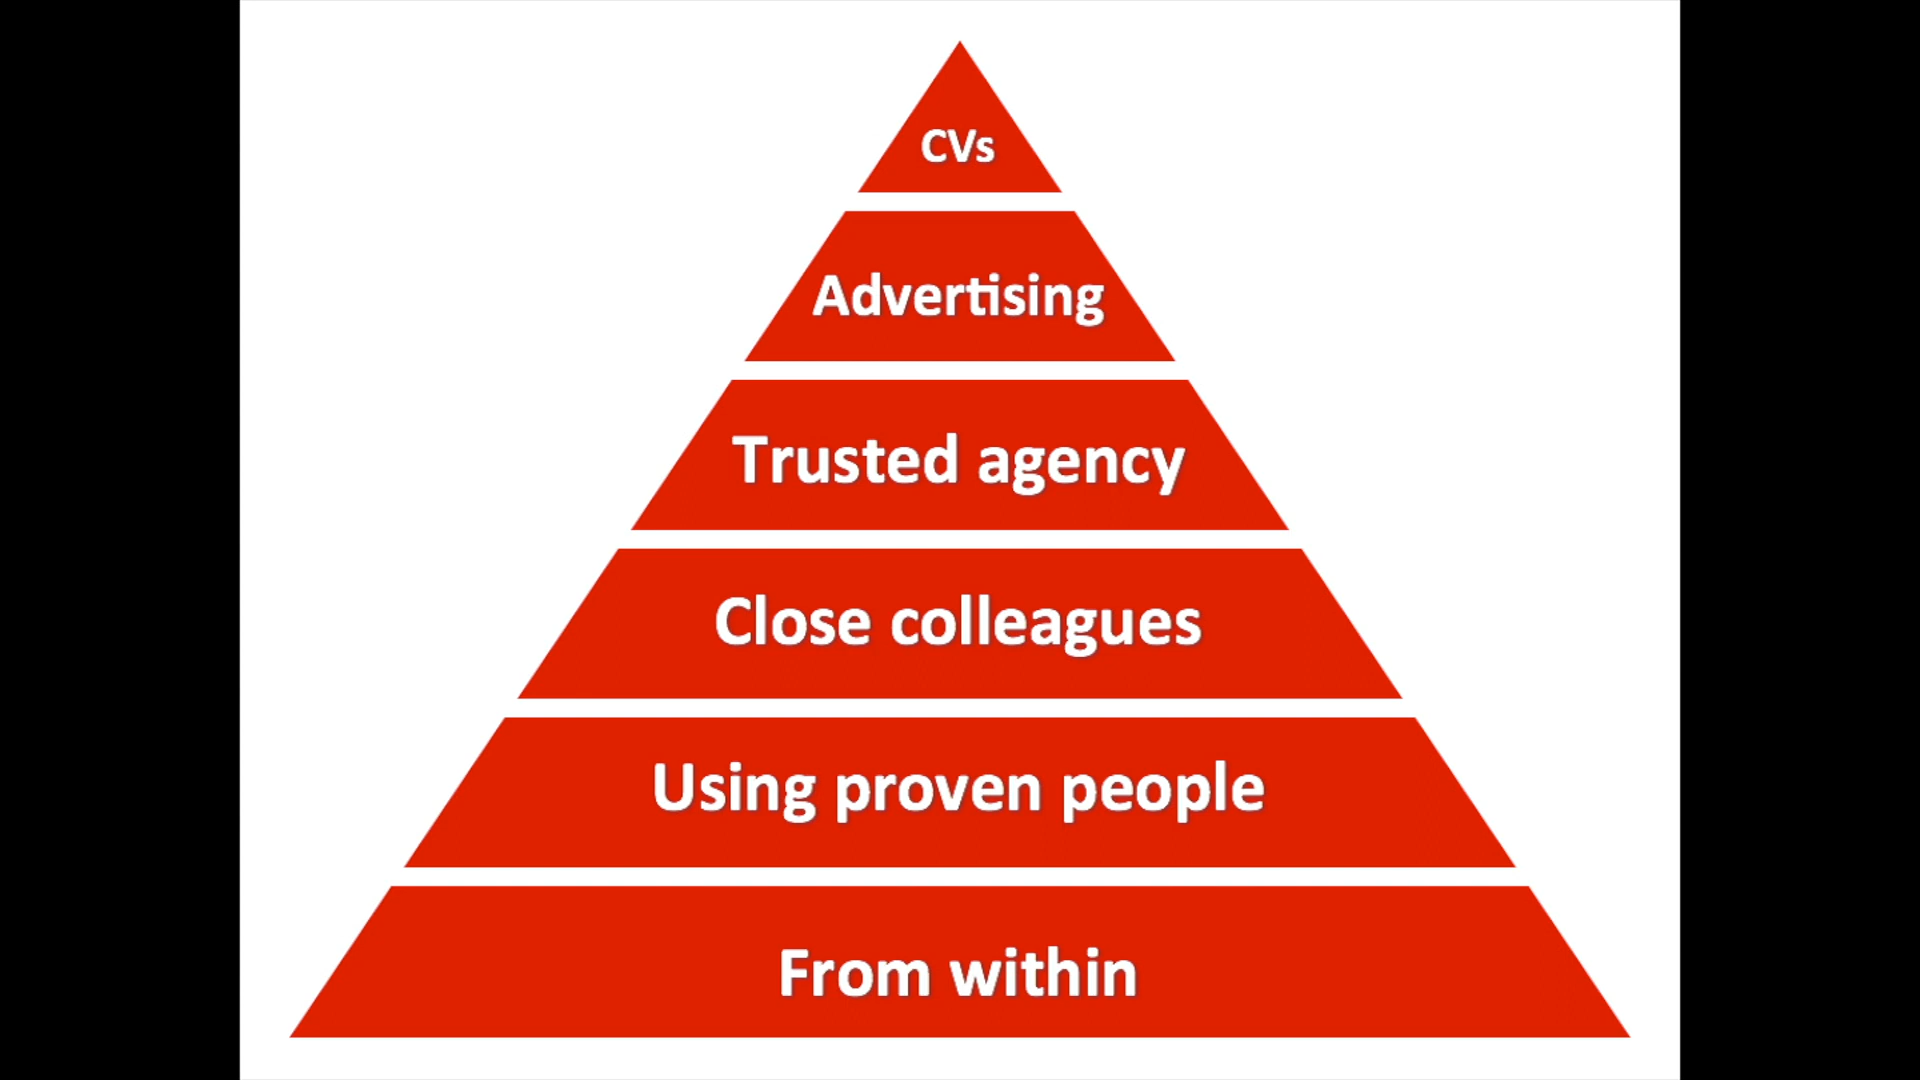 CVs
Advertising
Trusted agency
Close colleagues
Using proven people
From within